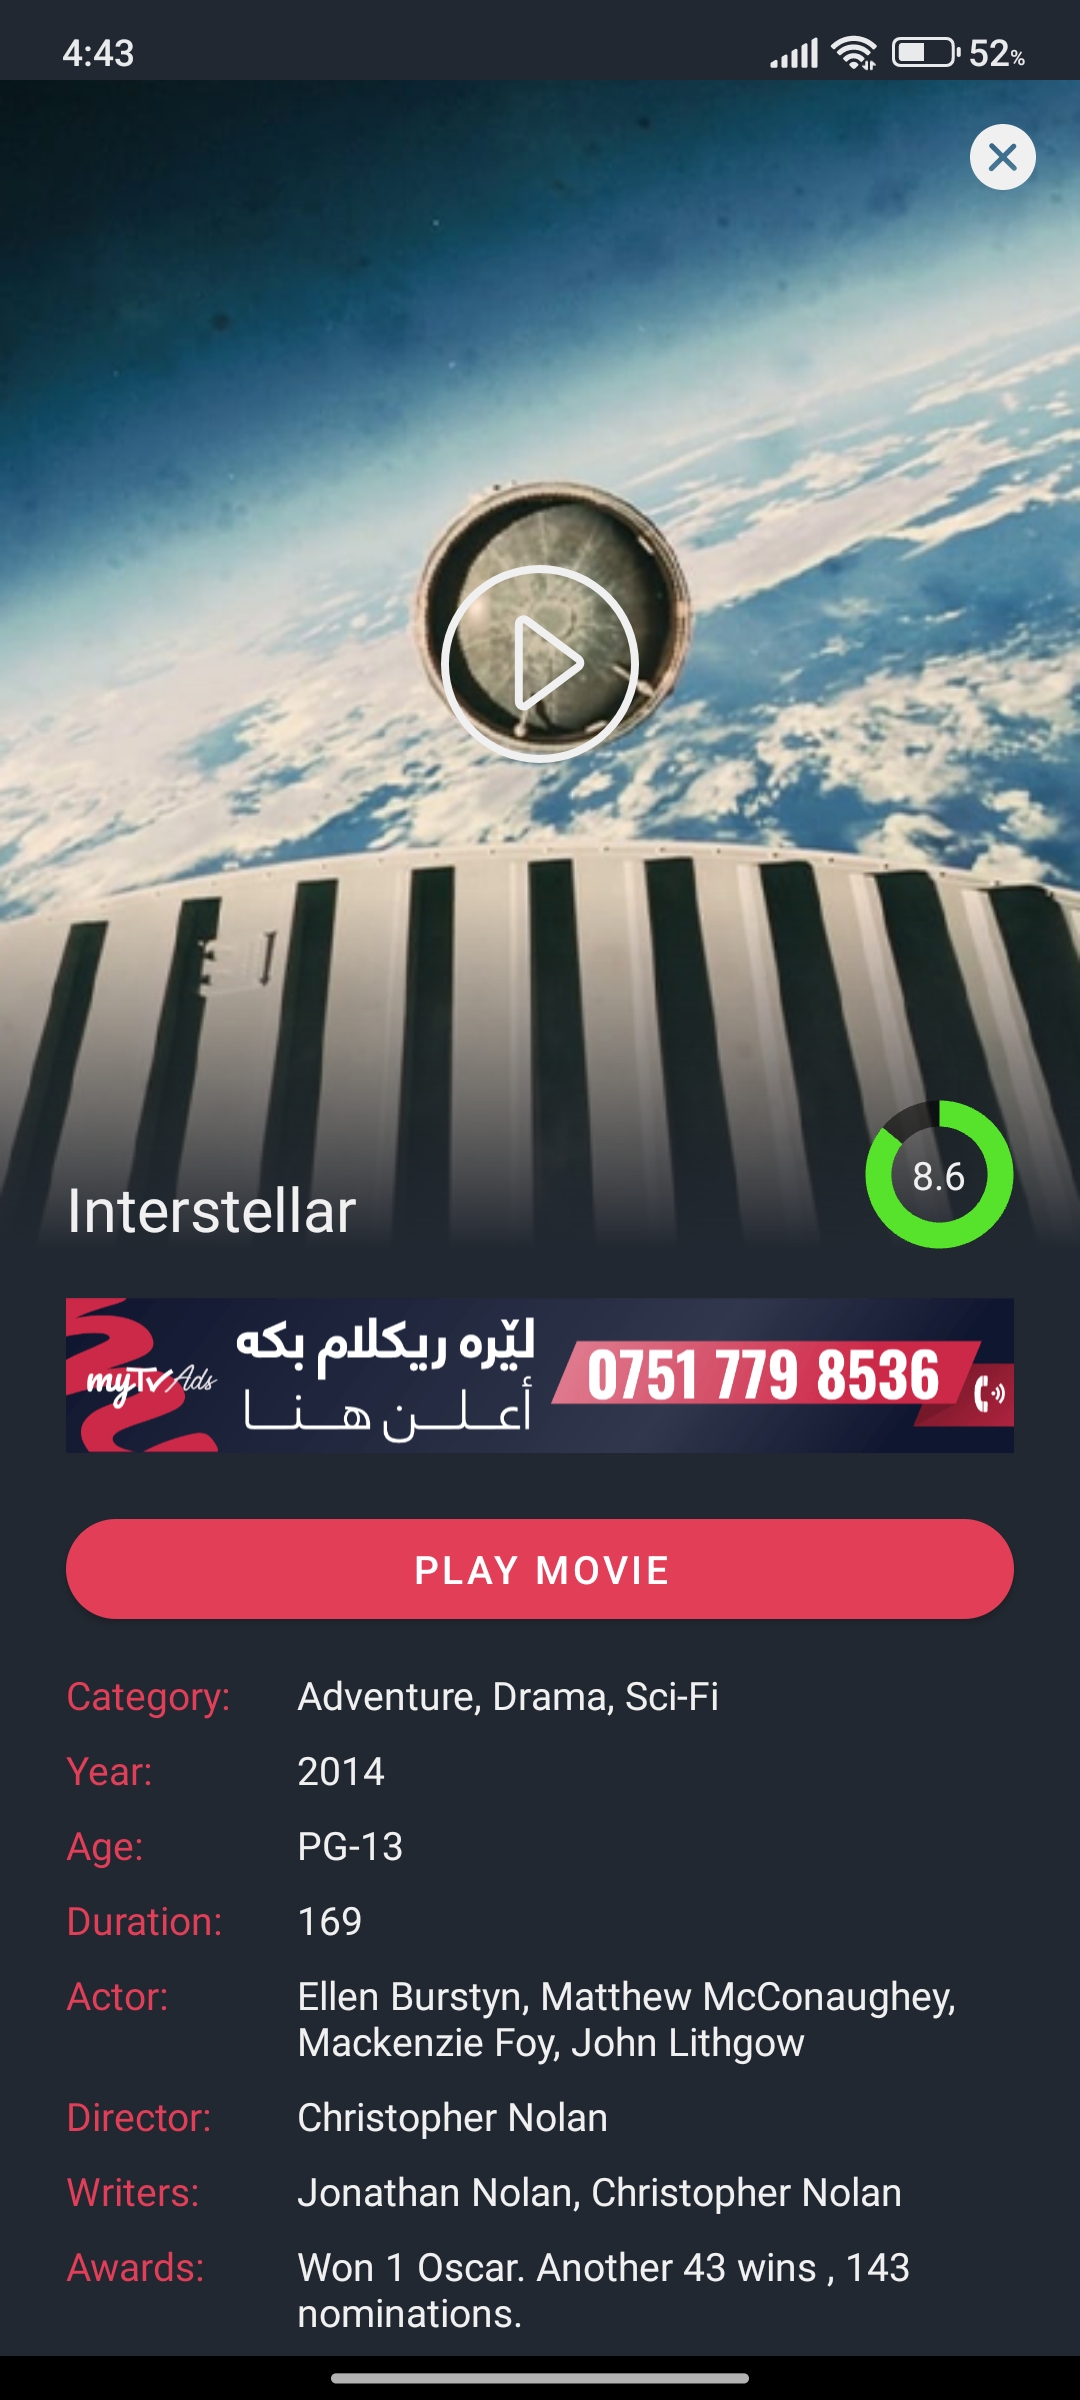 4:43
52%
Interstellar
8.6
myTv Ads
لێره ریکلام بکه
أعلن هنا
0751 779 8536
PLAY MOVIE
Category: Adventure, Drama, Sci-Fi
Year: 2014
Age: PG-13
Duration: 169
Actor: Ellen Burstyn, Matthew McConaughey,
Mackenzie Foy, John Lithgow
Director: Christopher Nolan
Writers: Jonathan Nolan, Christopher Nolan
Awards: Won 1 Oscar. Another 43 wins , 143
nominations.